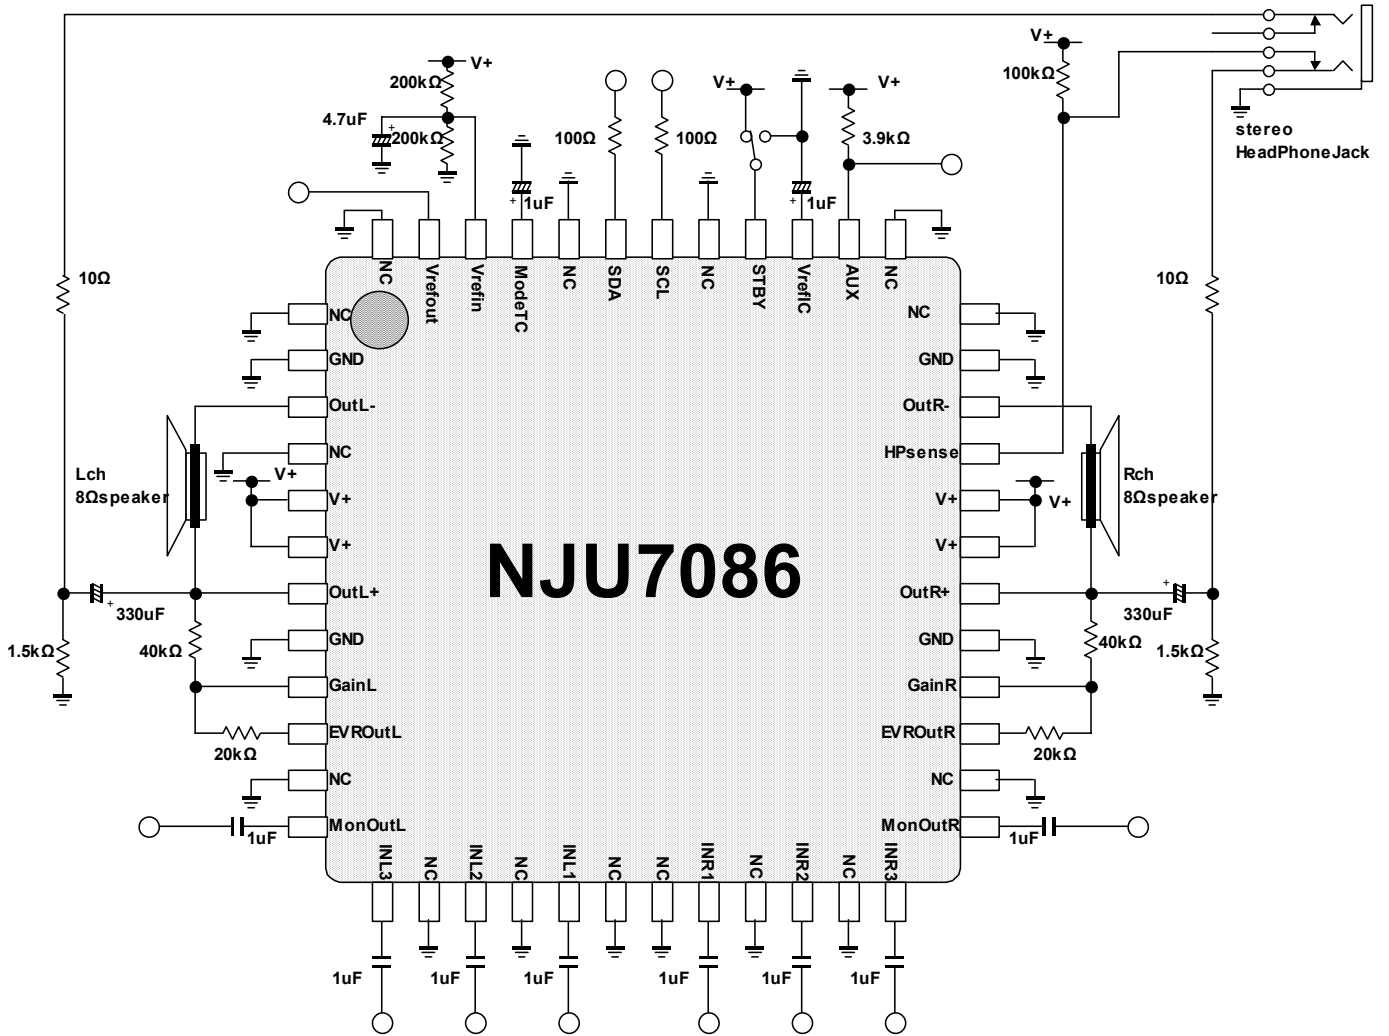 V+
V+
200kΩ
100kΩ
V+
V+
4.7uF
200kΩ
100Ω
100Ω
3.9kΩ
stereo
HeadPhoneJack
1uF
1uF
10Ω
10Ω
NC
Vrefout
Vrefin
ModeTC
NC
SDA
SCL
NC
STBY
VrefIC
AUX
NC
NC
NC
GND
GND
OutL-
OutR-
NC
HPsense
Lch
8Ωspeaker
V+
V+
V+
V+
Rch
8Ωspeaker
V+
V+
NJU7086
OutL+
OutR+
330uF
330uF
1.5kΩ
40kΩ
GND
GND
40kΩ
1.5kΩ
GainL
GainR
EVROutL
EVROutR
20kΩ
20kΩ
NC
NC
MonOutL
MonOutR
1uF
1uF
INL3
NC
INL2
NC
INL1
NC
NC
INR1
NC
INR2
NC
INR3
1uF
1uF
1uF
1uF
1uF
1uF